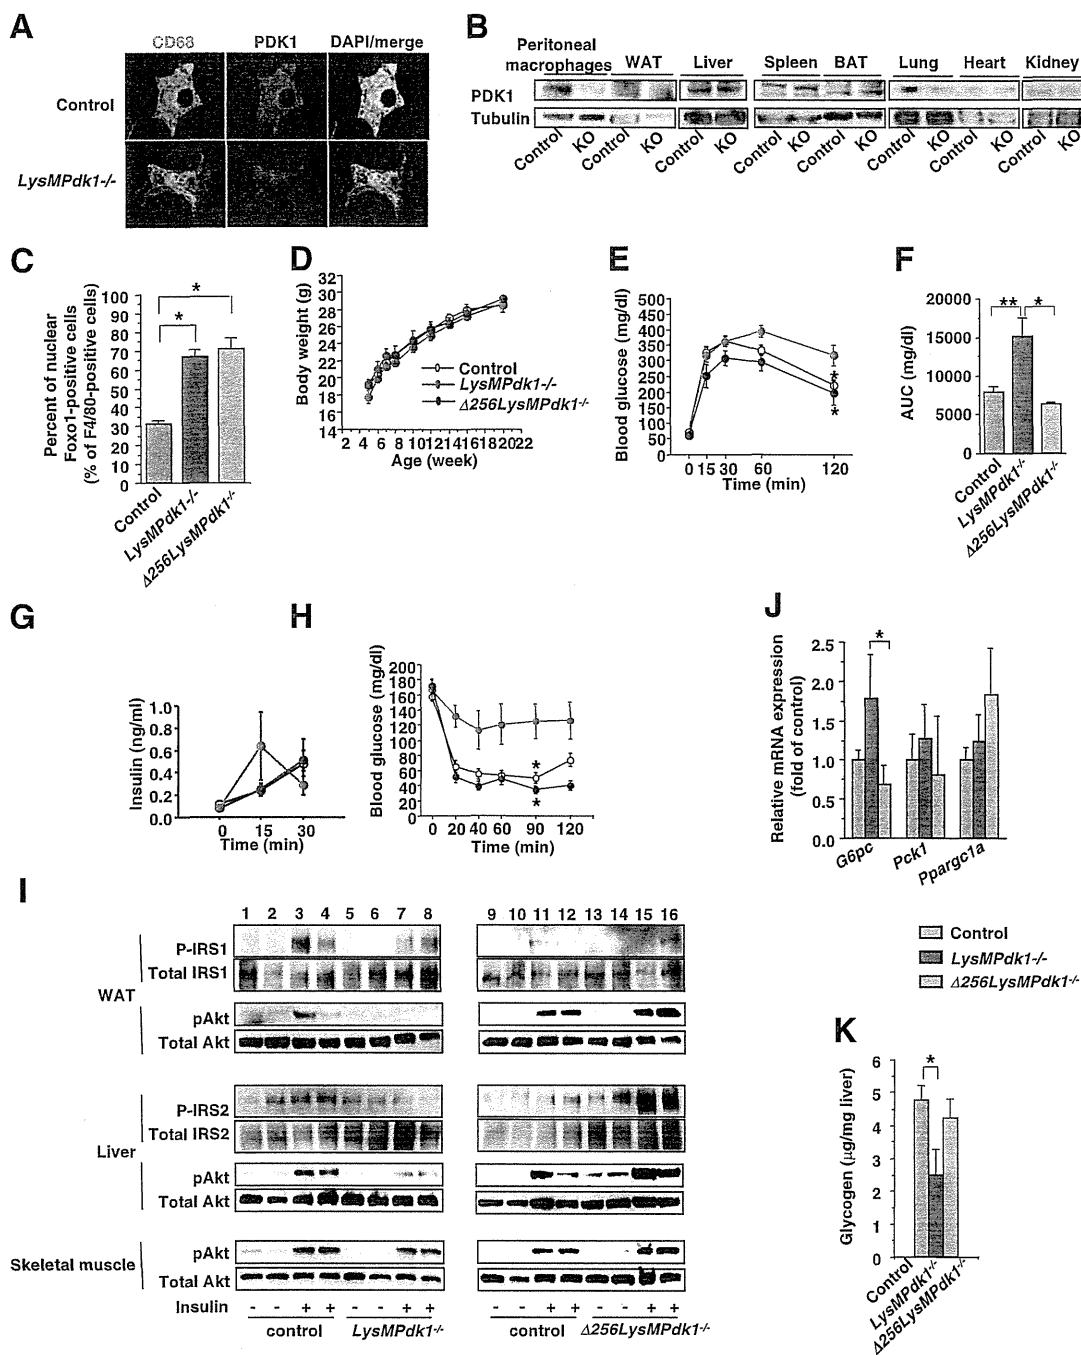 A
CD68 PDK1 DAPI/merge
Control
LysMPdk1-/-
B
Peritoneal macrophages WAT Liver Spleen BAT Lung Heart Kidney
PDK1
Tubulin
Control KO Control KO Control KO Control KO Control KO Control KO Control KO Control KO
C
Percent of nuclear
Foxo1-positive cells
(% of F4/80-positive cells)
100
90
80
70
60
50
40
30
20
10
0
* *
Control LysMPdk1-/- Δ256LysMPdk1-/-
D
Body weight (g)
32
30
28
26
24
22
20
18
16
14
2 4 6 8 10 12 14 16 18 20 22
Age (week)
Control
LysMPdk1-/-
Δ256LysMPdk1-/-
E
Blood glucose (mg/dl)
500
450
400
350
300
250
200
150
100
50
0 15 30 60 120
Time (min)
*
*
F
AUC (mg/dl)
20000
15000
10000
5000
0
** *
Control LysMPdk1-/- Δ256LysMPdk1-/-
G
Insulin (ng/ml)
1.0
0.8
0.6
0.4
0.2
0.0
0 15 30
Time (min)
H
Blood glucose (mg/dl)
200
180
160
140
120
100
80
60
40
20
0
0 20 40 60 90 120
Time (min)
*
*
J
Relative mRNA expression
(fold of control)
2.5
2.0
1.5
1.0
0.5
0.0
*
G6pc Pck1 Ppargc1a
Control
LysMPdk1-/-
Δ256LysMPdk1-/-
I
1 2 3 4 5 6 7 8 9 10 11 12 13 14 15 16
WAT
P-IRS1
Total IRS1
pAkt
Total Akt
Liver
P-IRS2
Total IRS2
pAkt
Total Akt
Skeletal muscle
pAkt
Total Akt
Insulin - - + + - - + + - - + + - - + +
control LysMPdk1-/- control Δ256LysMPdk1-/-
K
Glycogen (μg/mg liver)
6
5
4
3
2
1
0
*
Control LysMPdk1-/- Δ256LysMPdk1-/-